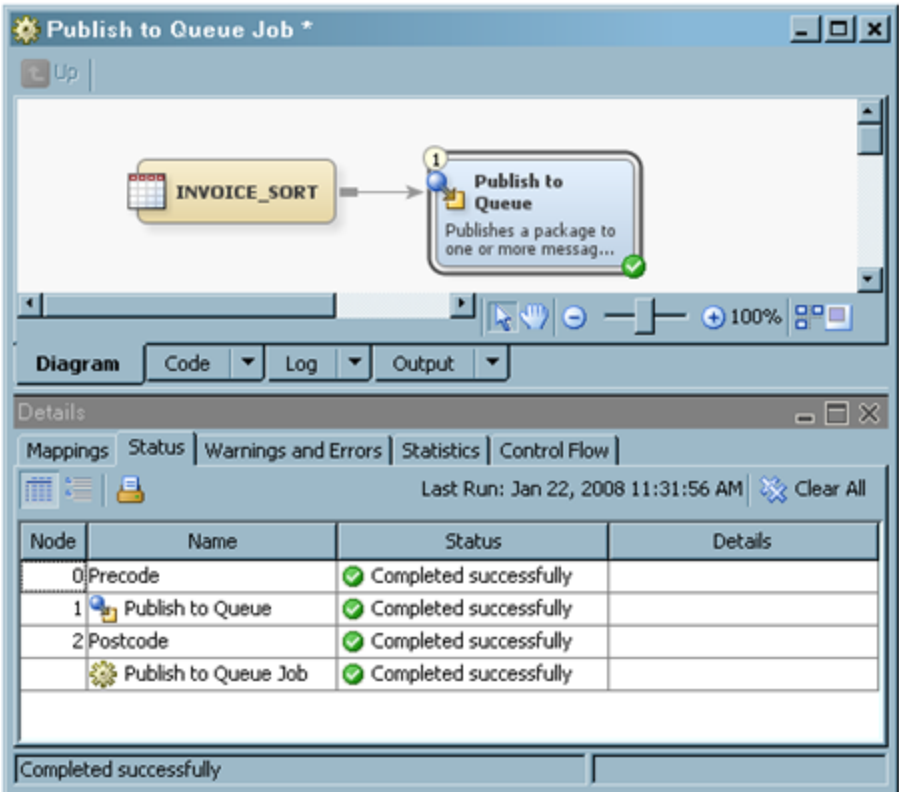 Publish to Queue Job *
Up
INVOICE_SORT
1
Publish to
Queue
Publishes a package to
one or more messag...
100%
Diagram Code Log Output
Details
Mappings Status Warnings and Errors Statistics Control Flow
Last Run: Jan 22, 2008 11:31:56 AM Clear All
Node Name Status Details
0 Precode Completed successfully
1 Publish to Queue Completed successfully
2 Postcode Completed successfully
Publish to Queue Job Completed successfully
Completed successfully